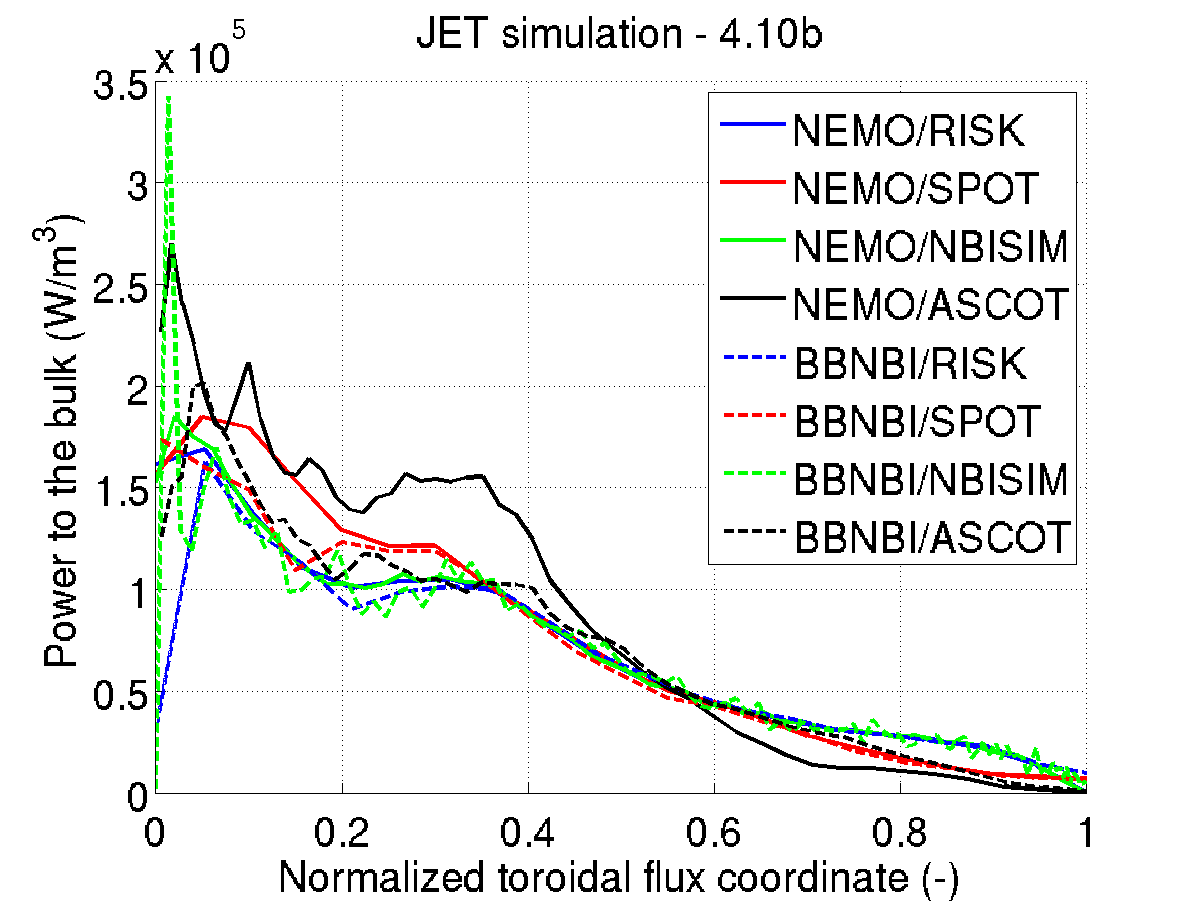 JET simulation - 4.10b
x 10^5
3.5
3
2.5
2
1.5
1
0.5
0
Power to the bulk (W/m^3)
NEMO/RISK
NEMO/SPOT
NEMO/NBISIM
NEMO/ASCOT
BBNBI/RISK
BBNBI/SPOT
BBNBI/NBISIM
BBNBI/ASCOT
0 0.2 0.4 0.6 0.8 1
Normalized toroidal flux coordinate (-)